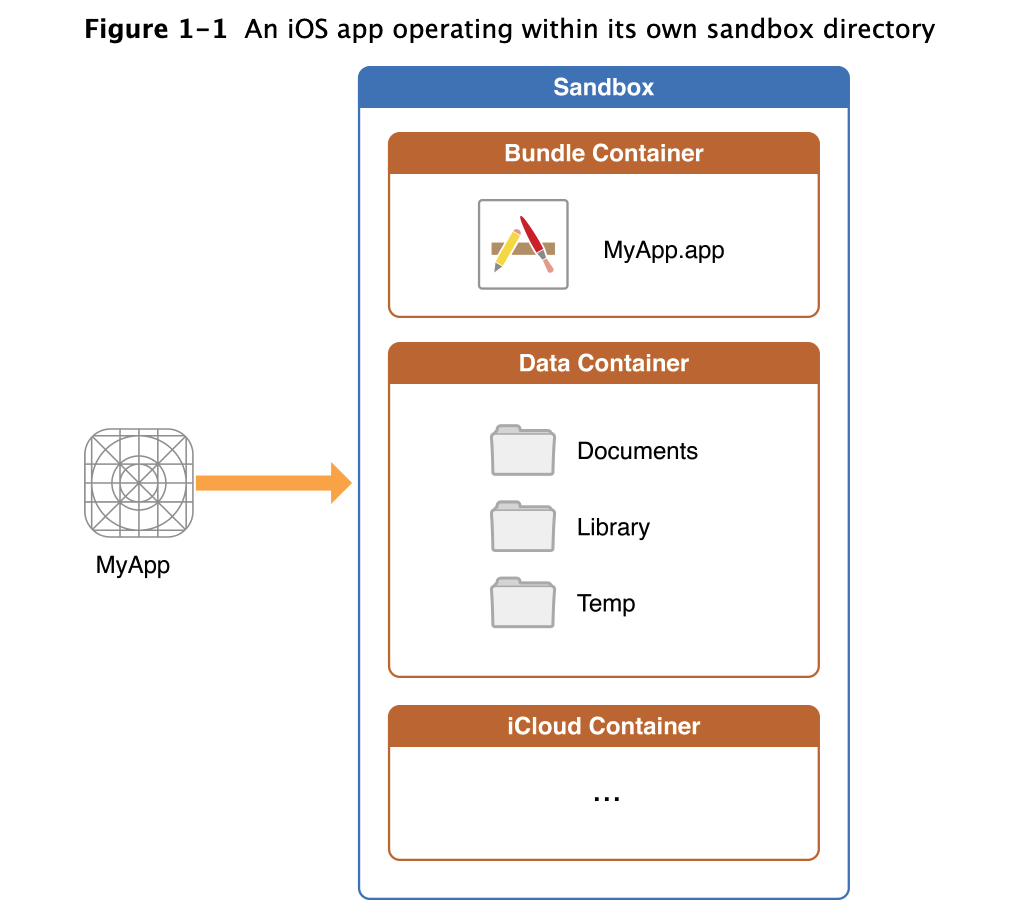 Figure 1–1 An iOS app operating within its own sandbox directory
Sandbox
Bundle Container
MyApp.app
Data Container
Documents
Library
Temp
MyApp
iCloud Container
...